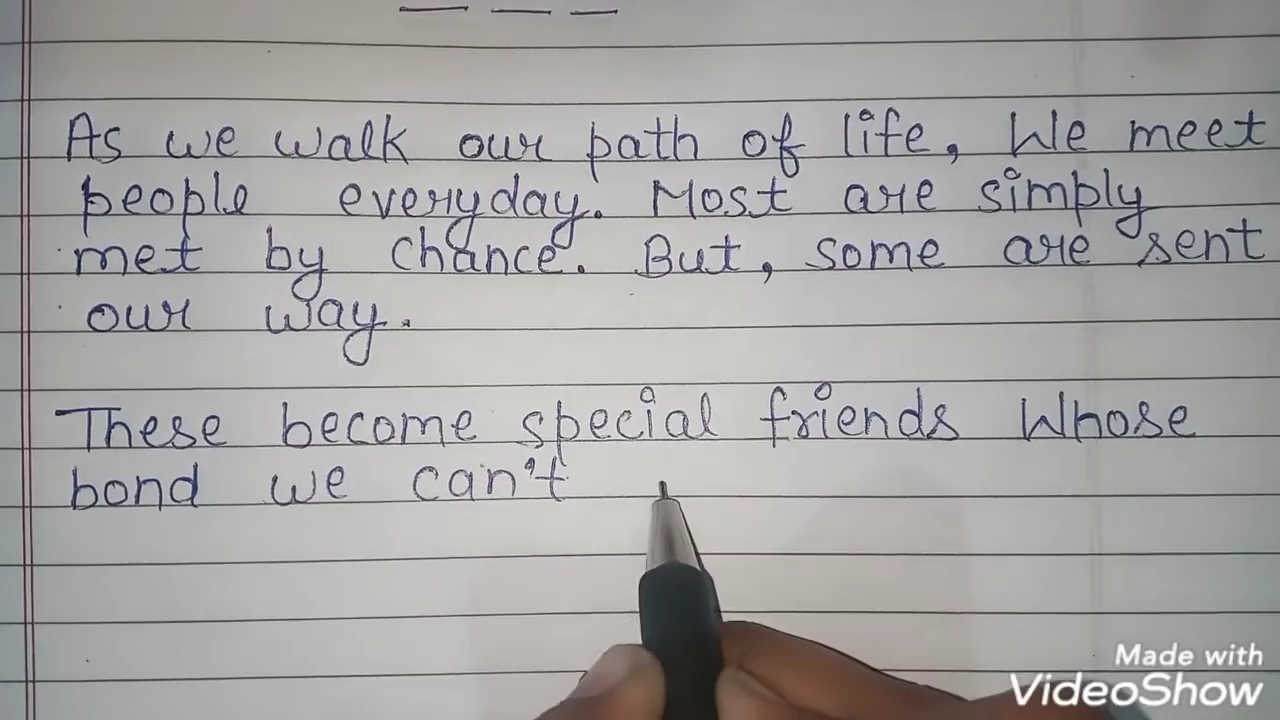 As we walk our path of life, We meet
people everyday. Most are simply
met by chance. But, some are sent
our way.
These become special friends Whose
bond we can't
Made with
VideoShow